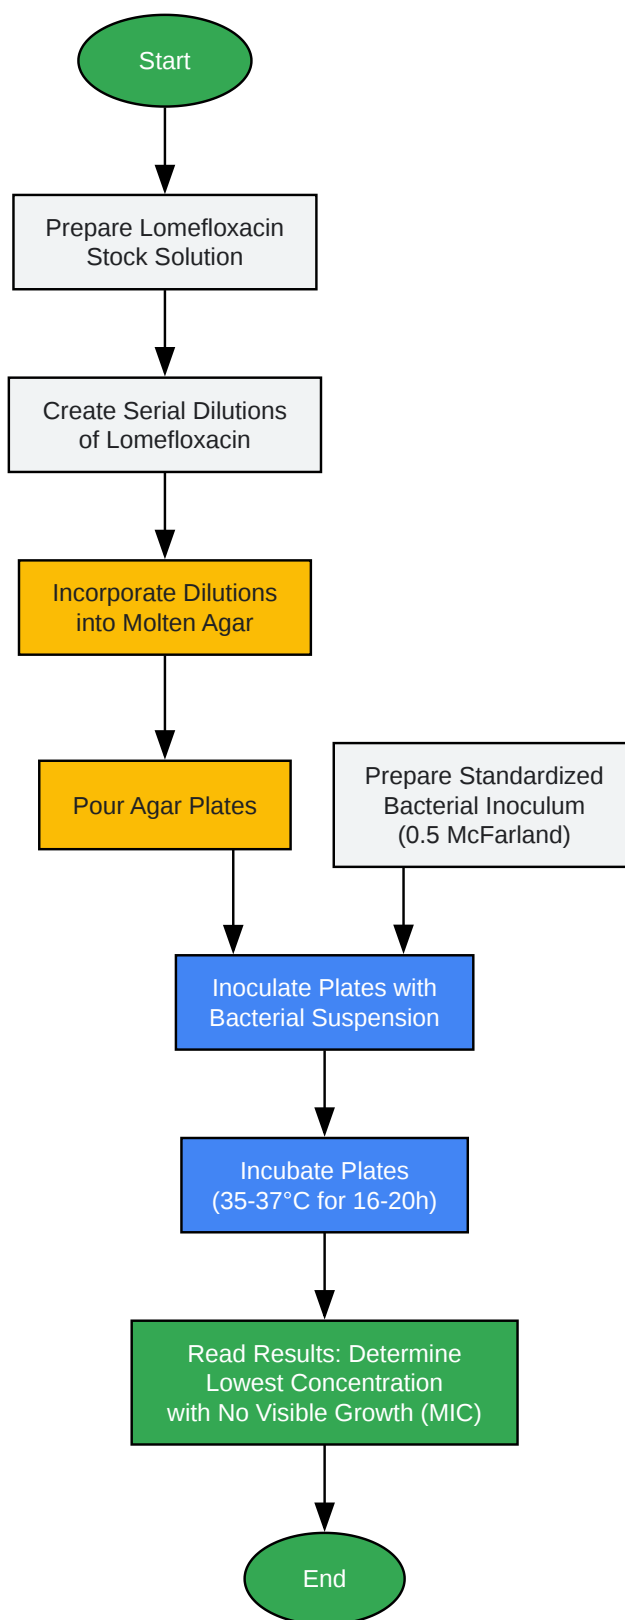 Start
Prepare Lomefloxacin
Stock Solution
Create Serial Dilutions
of Lomefloxacin
Incorporate Dilutions
into Molten Agar
Pour Agar Plates
Prepare Standardized
Bacterial Inoculum
(0.5 McFarland)
Inoculate Plates with
Bacterial Suspension
Incubate Plates
(35-37°C for 16-20h)
Read Results: Determine
Lowest Concentration
with No Visible Growth (MIC)
End